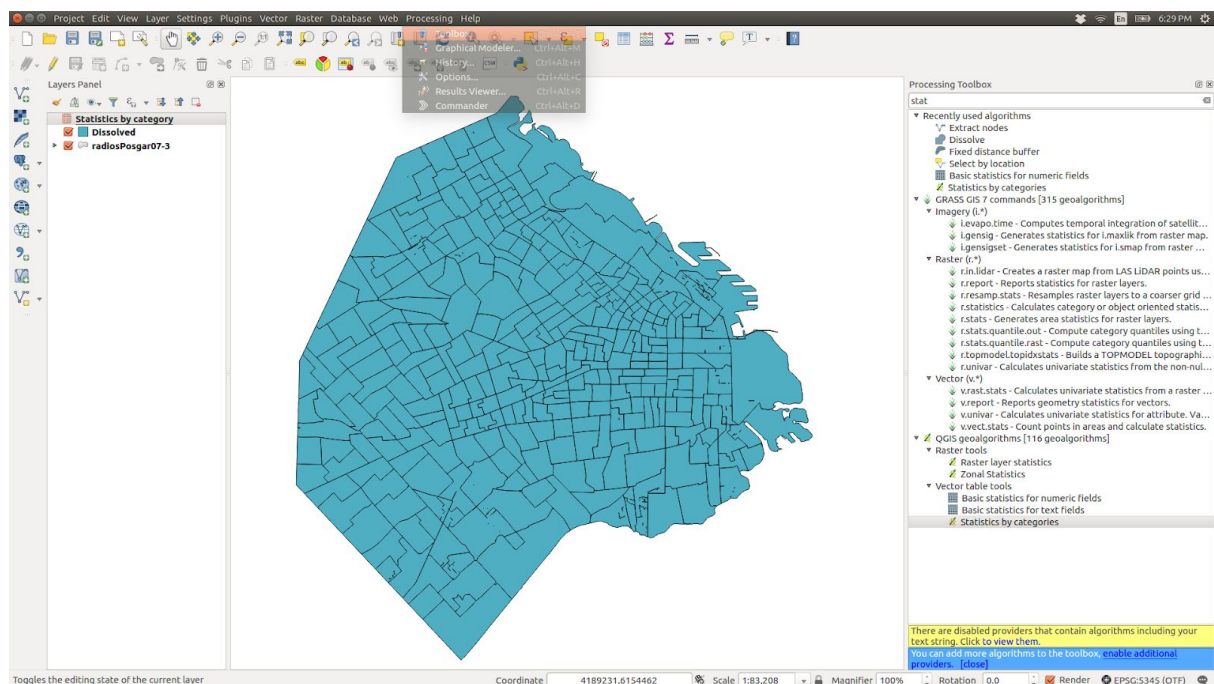 Project Edit View Layer Settings Plugins Vector Raster Database Web Processing Help
En 6:29 PM
Toolbox
Graphical Modeler... Ctrl+Alt+M
History... Ctrl+Alt+H
Options... Ctrl+Alt+C
Results Viewer... Ctrl+Alt+R
Commander Ctrl+Alt+D
abc
abc
CSW
Layers Panel
Statistics by category
Dissolved
radiosPosgar07-3
Processing Toolbox
stat
Recently used algorithms
Extract nodes
Dissolve
Fixed distance buffer
Select by location
Basic statistics for numeric fields
Statistics by categories
GRASS GIS 7 commands [315 geoalgorithms]
Imagery (i.*)
i.evapo.time - Computes temporal integration of satellit...
i.gensig - Generates statistics for i.maxlik from raster map.
i.gensigset - Generates statistics for i.smap from raster ...
Raster (r.*)
r.in.lidar - Creates a raster map from LAS LiDAR points us...
r.report - Reports statistics for raster layers.
r.resamp.stats - Resamples raster layers to a coarser grid ...
r.statistics - Calculates category or object oriented statis...
r.stats - Generates area statistics for raster layers.
r.stats.quantile.out - Compute category quantiles using t...
r.stats.quantile.rast - Compute category quantiles using t...
r.topmodel.topidxstats - Builds a TOPMODEL topographi...
r.univar - Calculates univariate statistics from the non-nul...
Vector (v.*)
v.rast.stats - Calculates univariate statistics from a raster ...
v.report - Reports geometry statistics for vectors.
v.univar - Calculates univariate statistics for attribute. Va...
v.vect.stats - Count points in areas and calculate statistics.
QGIS geoalgorithms [116 geoalgorithms]
Raster tools
Raster layer statistics
Zonal Statistics
Vector table tools
Basic statistics for numeric fields
Basic statistics for text fields
Statistics by categories
There are disabled providers that contain algorithms including your
text string. Click to view them.
You can add more algorithms to the toolbox, enable additional
providers. [close]
Toggles the editing state of the current layer
Coordinate 4189231,6154462 Scale 1:83,208 Magnifier 100% Rotation 0.0 Render EPSG:5345 (OTF)